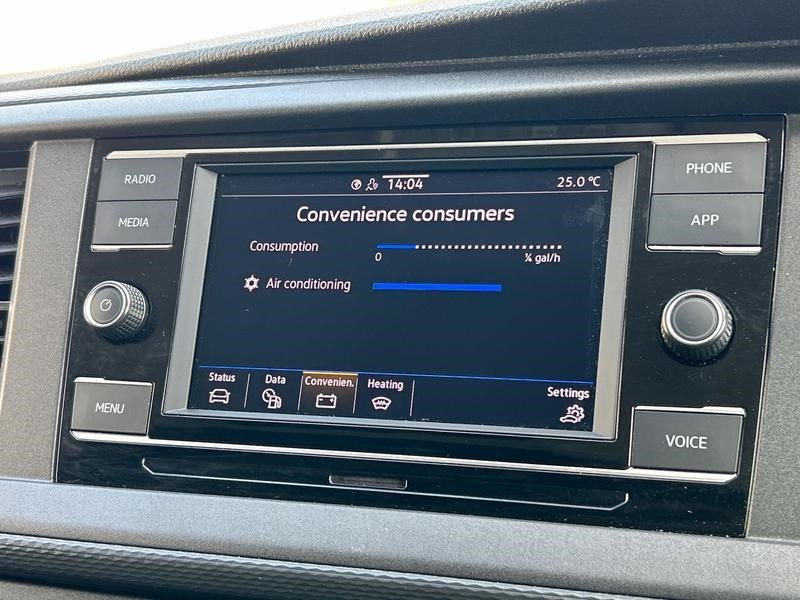 RADIO
MEDIA
MENU
14:04
25.0 °C
Convenience consumers
Consumption
0
¼ gal/h
Air conditioning
Status
Data
Convenien.
Heating
Settings
PHONE
APP
VOICE